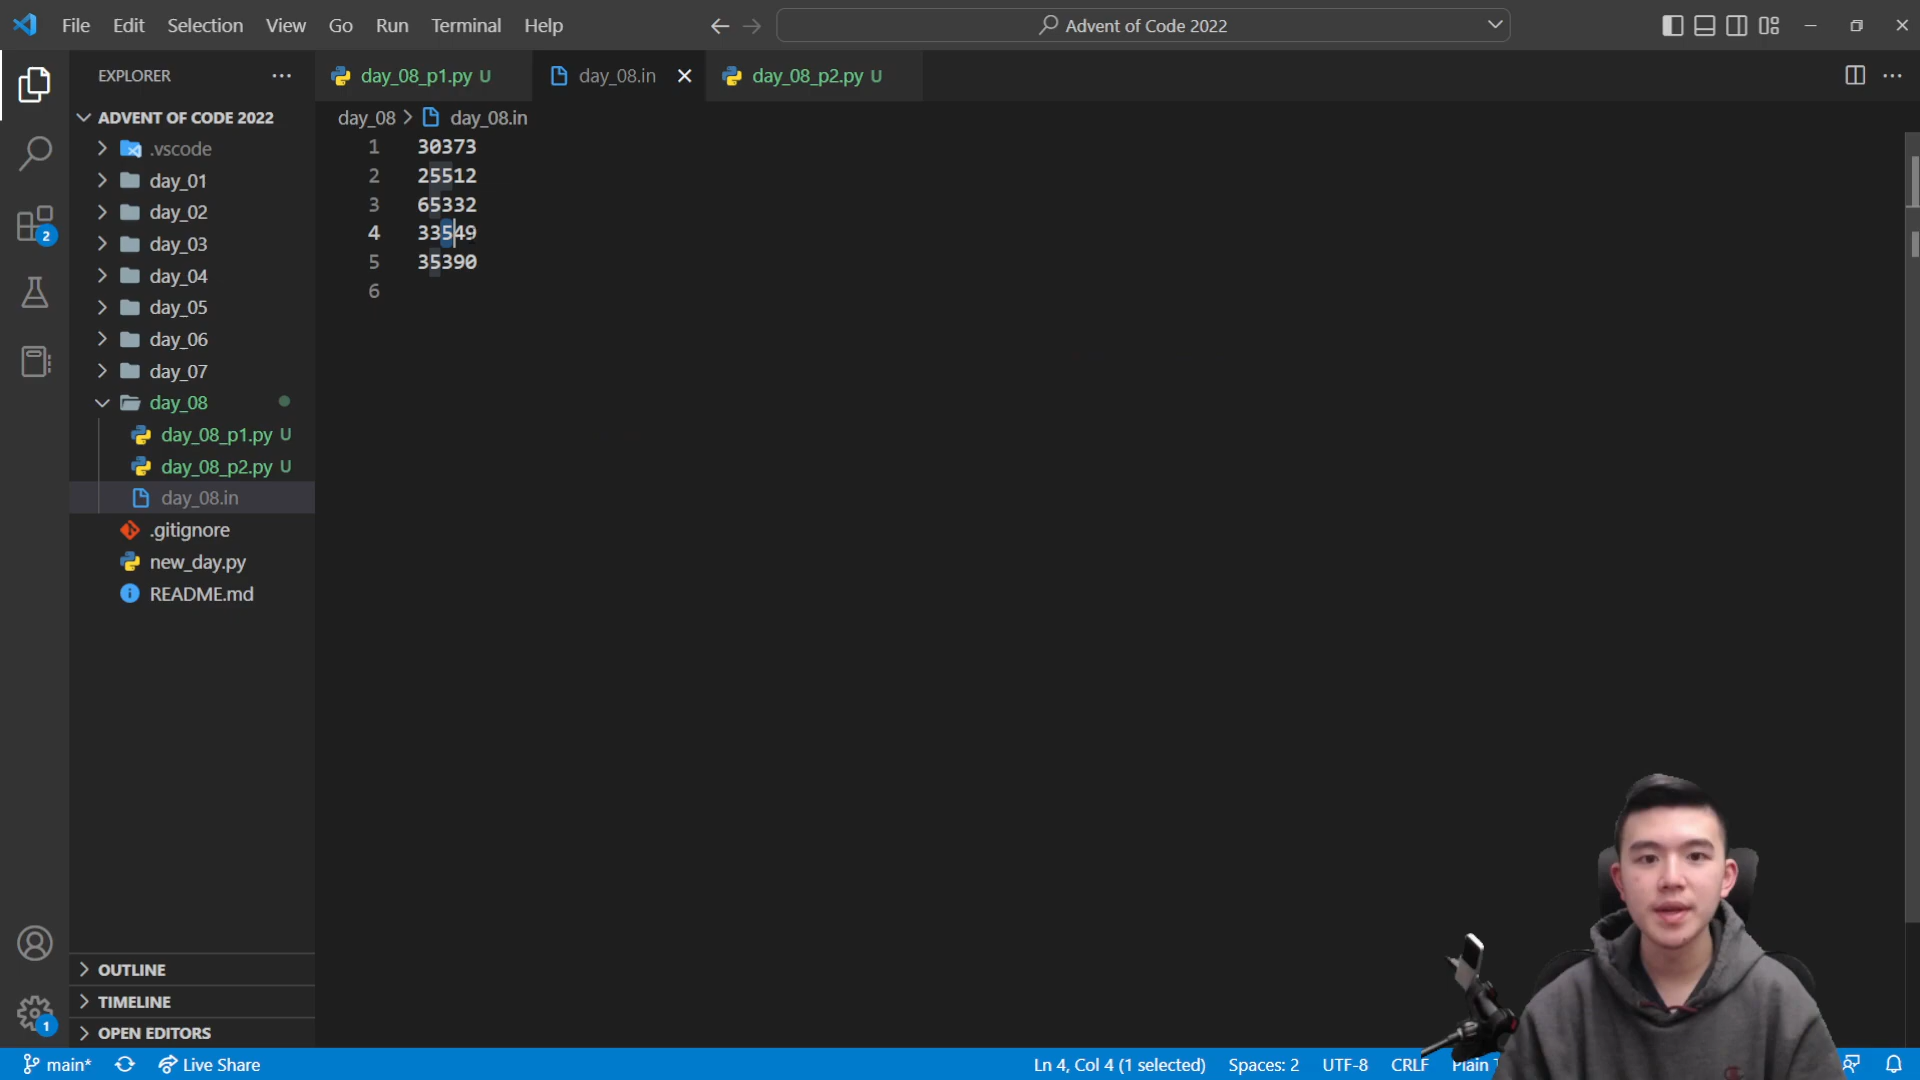 File Edit Selection View Go Run Terminal Help
Advent of Code 2022
EXPLORER
day_08_p1.py U
day_08.in
day_08_p2.py U
ADVENT OF CODE 2022
day_08 > day_08.in
.vscode
day_01
day_02
day_03
day_04
day_05
day_06
day_07
day_08
day_08_p1.py U
day_08_p2.py U
day_08.in
.gitignore
new_day.py
README.md
1 30373
2 25512
3 65332
4 33549
5 35390
6
2
OUTLINE
TIMELINE
OPEN EDITORS
1
main*
Live Share
Ln 4, Col 4 (1 selected)
Spaces: 2
UTF-8
CRLF
Plain